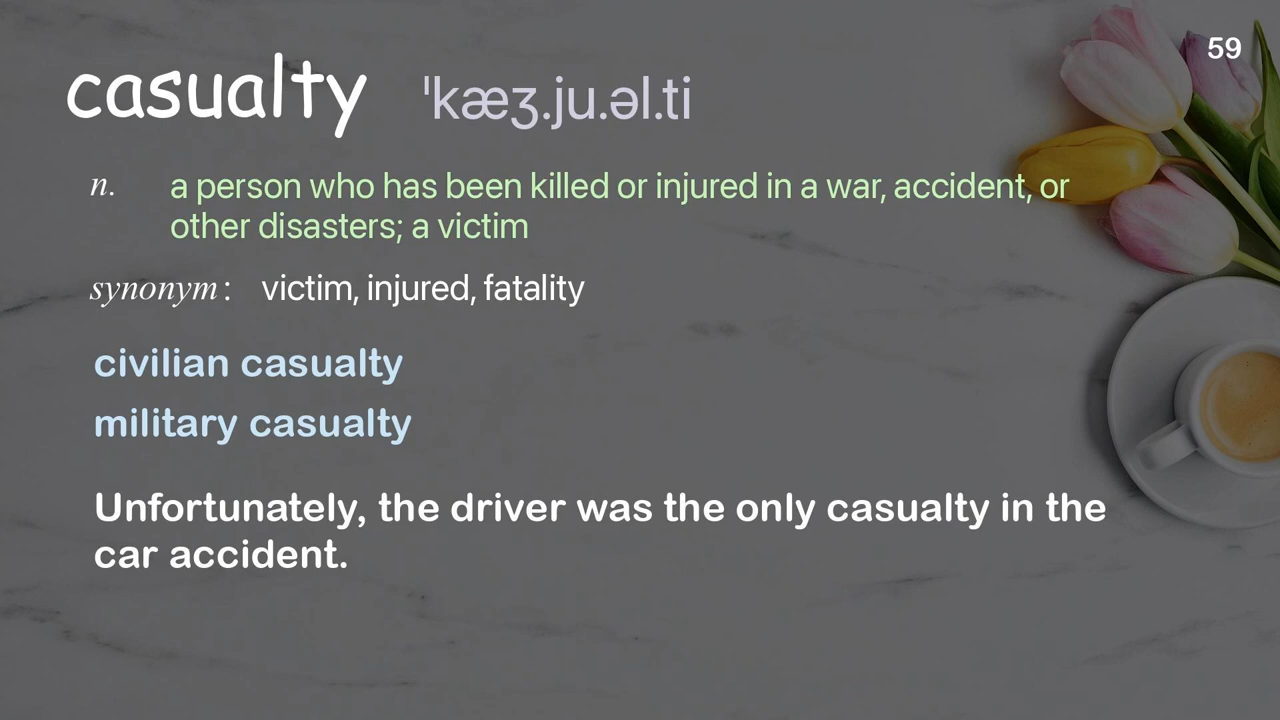 59
casualty ˈkæʒ.ju.əl.ti
n. a person who has been killed or injured in a war, accident, or
other disasters; a victim
synonym : victim, injured, fatality
civilian casualty
military casualty
Unfortunately, the driver was the only casualty in the
car accident.